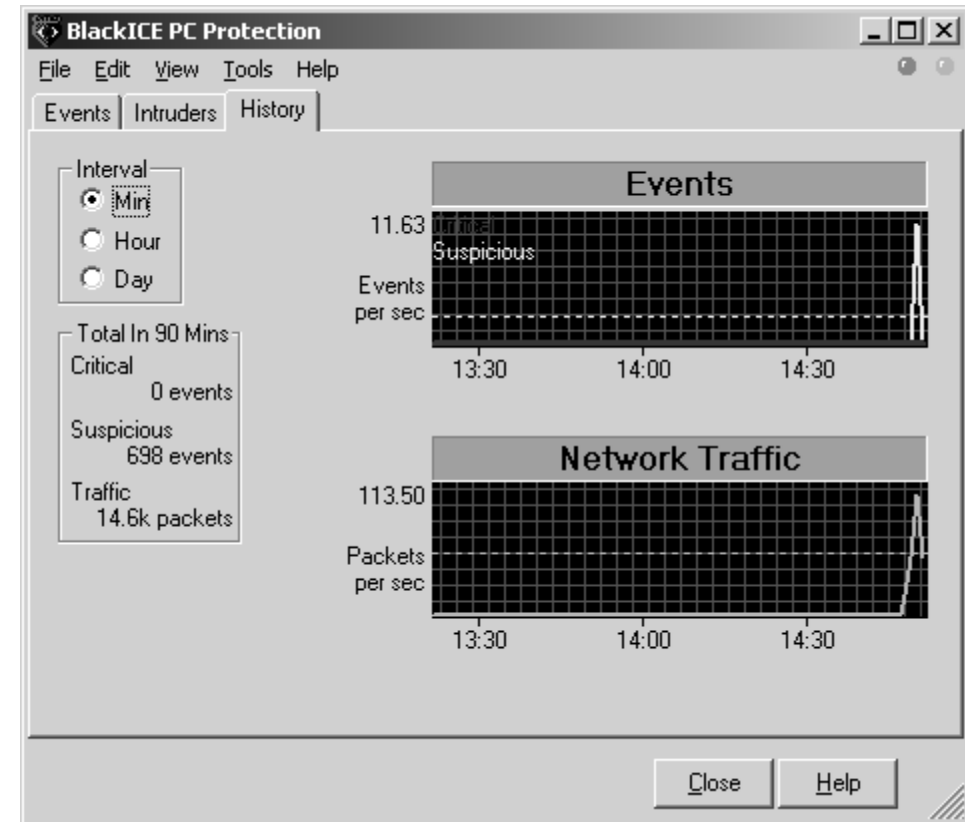 BlackICE PC Protection
File Edit View Tools Help
Events Intruders History
Interval
Min
Hour
Day
Total In 90 Mins
Critical
0 events
Suspicious
698 events
Traffic
14.6k packets
Events
11.63
Critical
Suspicious
Events
per sec
13:30 14:00 14:30
Network Traffic
113.50
Packets
per sec
13:30 14:00 14:30
Close Help